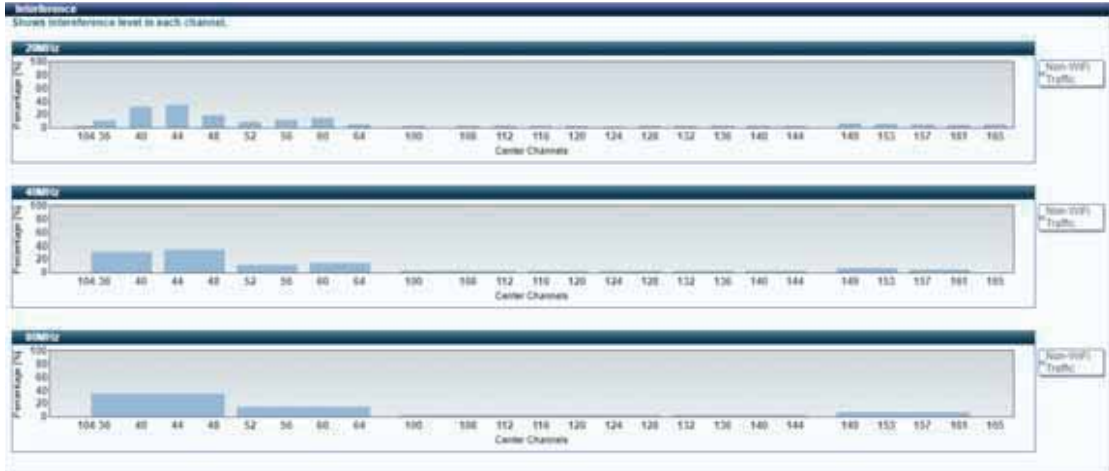 Interference
Shows intereference level in each channel.
20MHz
Percentage [%]
100
80
60
40
20
0
104 36 40 44 48 52 56 60 64 100 108 112 116 120 124 128 132 136 140 144 149 153 157 161 165
Center Channels
Non-WiFi
Traffic
40MHz
Percentage [%]
100
80
60
40
20
0
104 36 40 44 48 52 56 60 64 100 108 112 116 120 124 128 132 136 140 144 149 153 157 161 165
Center Channels
Non-WiFi
Traffic
80MHz
Percentage [%]
100
80
60
40
20
0
104 36 40 44 48 52 56 60 64 100 108 112 116 120 124 128 132 136 140 144 149 153 157 161 165
Center Channels
Non-WiFi
Traffic